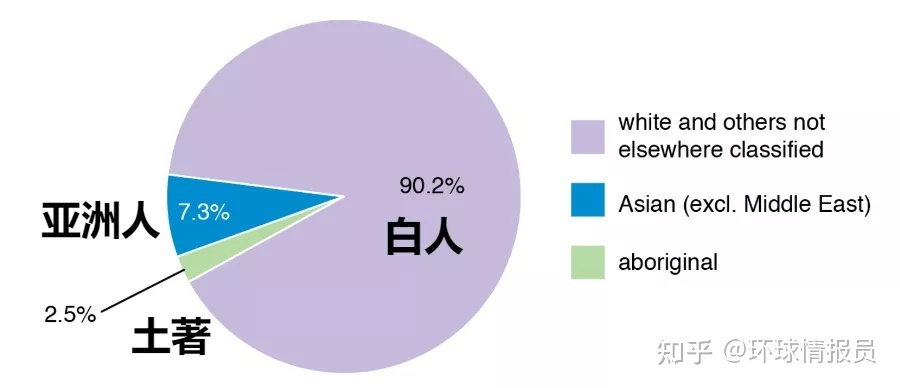 white and others not
elsewhere classified
90.2%
亚洲人
7.3%
白人
Asian (excl. Middle East)
aboriginal
2.5%
土著
知乎 @环球情报员